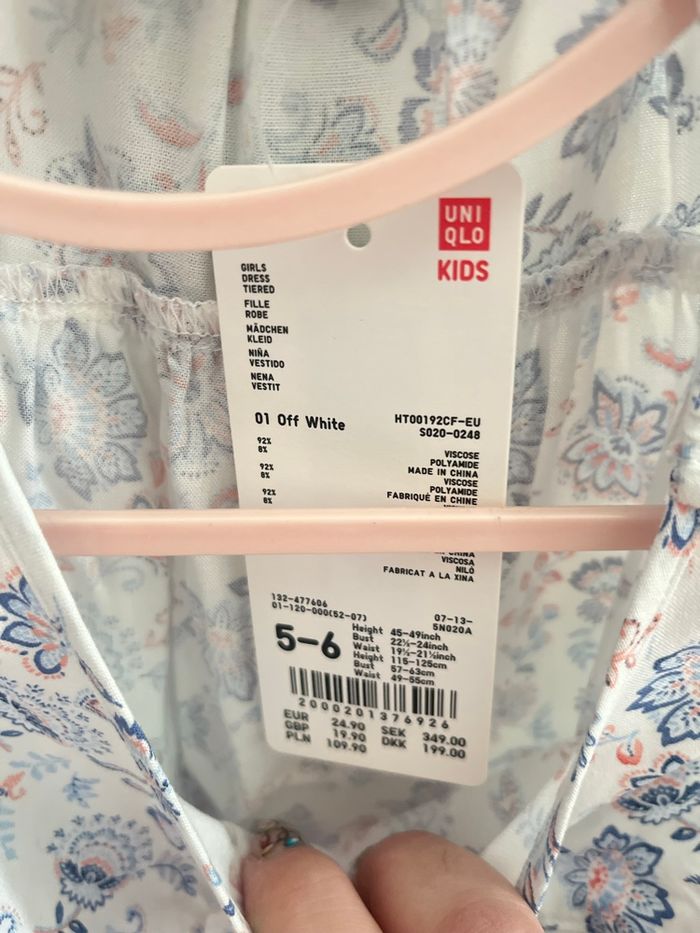 UNI
QLO
KIDS
GIRLS
DRESS
TIERED
FILLE
ROBE
MÄDCHEN
KLEID
NIÑA
VESTIDO
NENA
VESTIT
01 Off White
HT00192CF-EU
S020-0248
92% VISCOSE
8% POLYAMIDE
MADE IN CHINA
92% VISCOSE
8% POLYAMIDE
FABRIQUÉ EN CHINE
92%
8%
VISCOSA
NILÓ
FABRICAT A LA XINA
132-477606
01-120-000(52-07)
07-13-
5N020A
5-6
Height 45-49inch
Bust 22½-24inch
Waist 19½-21½inch
Height 115-125cm
Bust 57-63cm
Waist 49-55cm
2000201376926
EUR 24.90 SEK 349.00
GBP 19.90 DKK 199.00
PLN 109.90